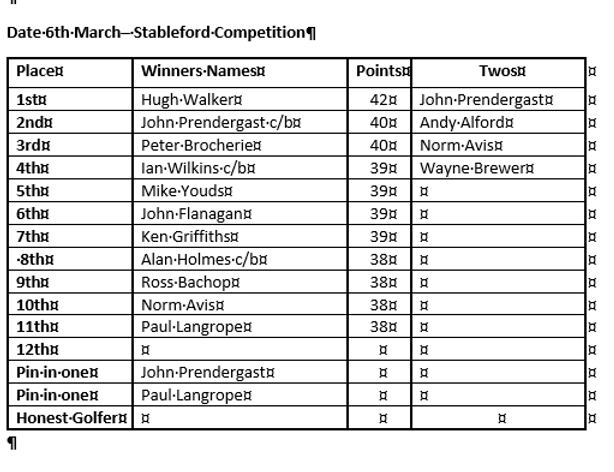 Date 6th March – Stableford Competition
Place Winners Names Points Twos
1st Hugh Walker 42 John Prendergast
2nd John Prendergast c/b 40 Andy Alford
3rd Peter Brocherie 40 Norm Avis
4th Ian Wilkins c/b 39 Wayne Brewer
5th Mike Youds 39
6th John Flanagan 39
7th Ken Griffiths 39
8th Alan Holmes c/b 38
9th Ross Bachop 38
10th Norm Avis 38
11th Paul Langrope 38
12th
Pin in one John Prendergast
Pin in one Paul Langrope
Honest Golfer